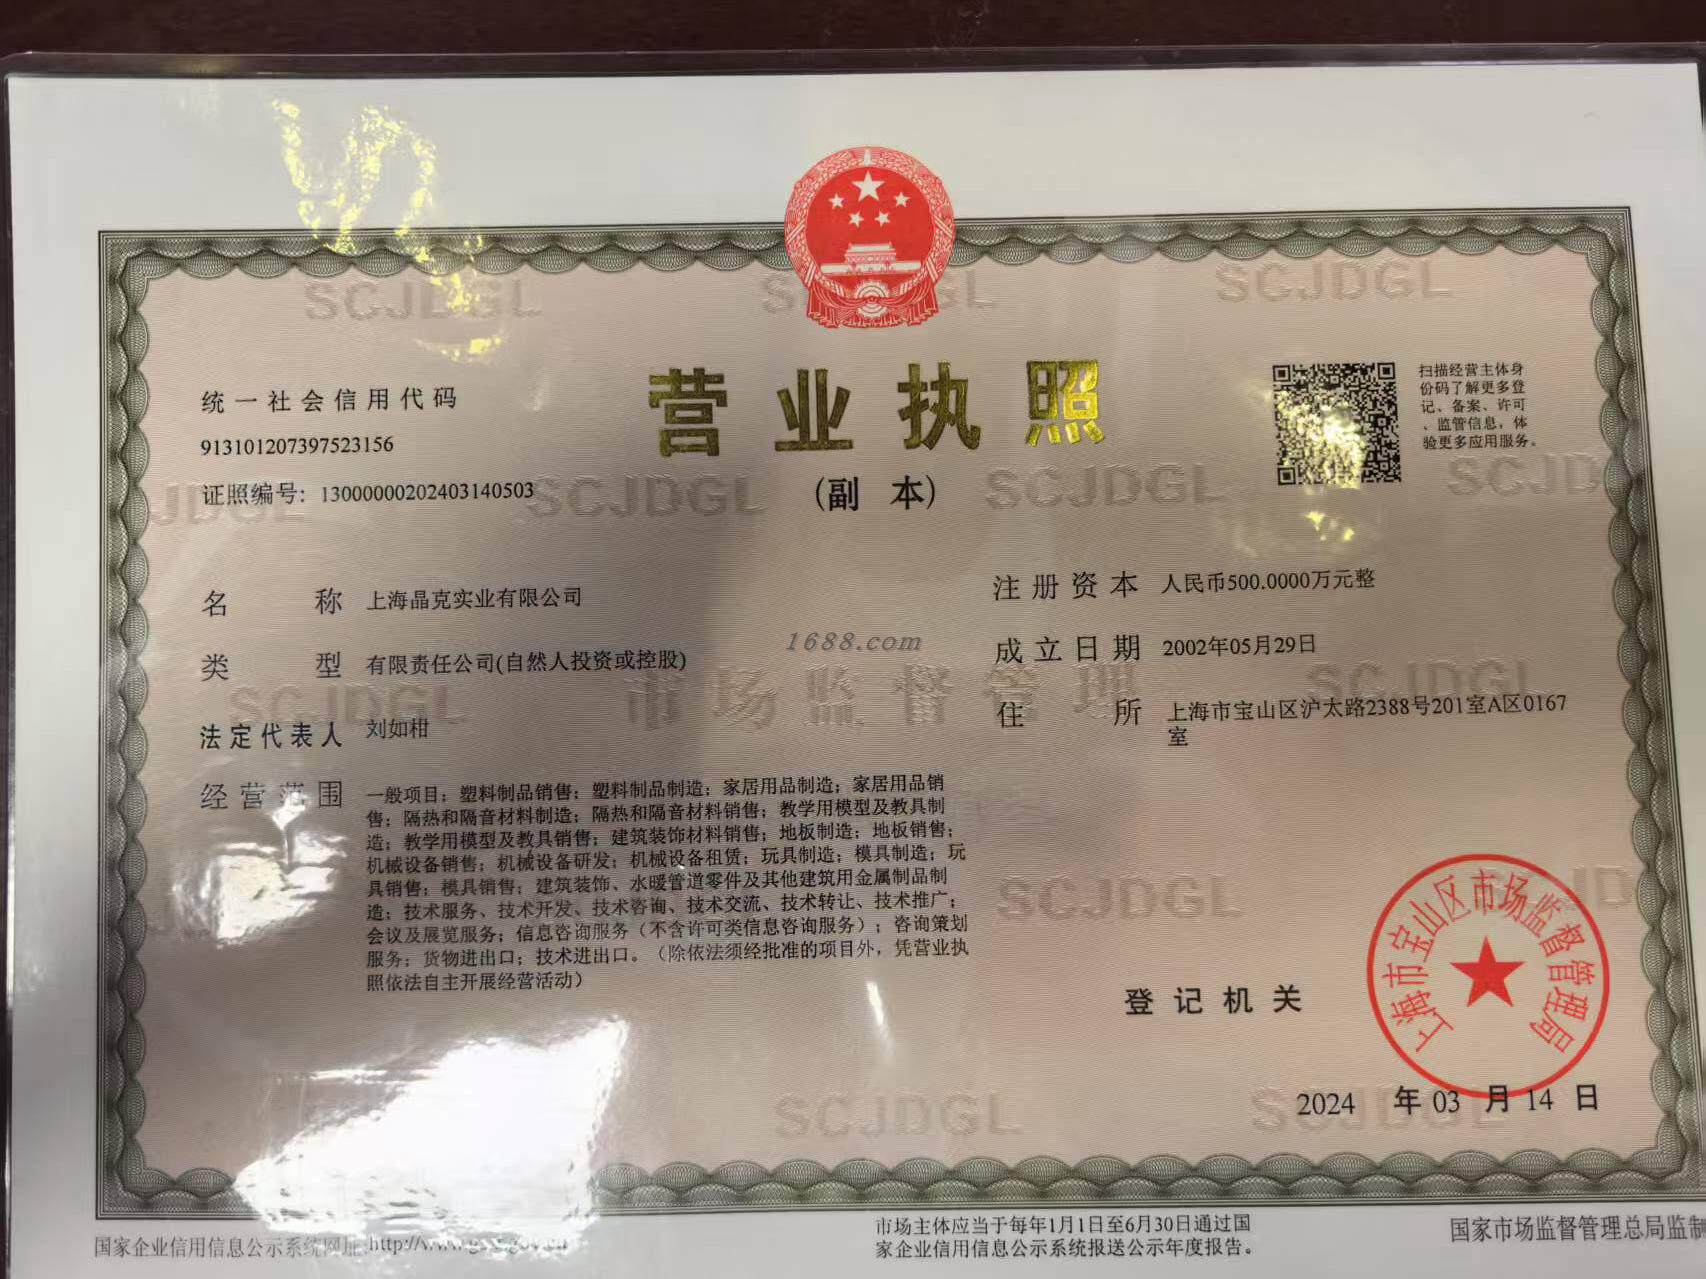 统一社会信用代码
913101207397523156
证照编号：13000000202403140503
营业执照
(副 本)
扫描经营主体身
份码了解更多登
记、备案、许可
、监管信息，体
验更多应用服务。
名 称 上海晶克实业有限公司
类 型 有限责任公司(自然人投资或控股)
法定代表人 刘如柑
经营范围 一般项目：塑料制品销售；塑料制品制造；家居用品制造；家居用品销
售；隔热和隔音材料制造；隔热和隔音材料销售；教学用模型及教具制
造；教学用模型及教具销售；建筑装饰材料销售；地板制造；地板销售；
机械设备销售；机械设备研发；机械设备租赁；玩具制造；模具制造；玩
具销售；模具销售；建筑装饰、水暖管道零件及其他建筑用金属制品制
造；技术服务、技术开发、技术咨询、技术交流、技术转让、技术推广；
会议及展览服务；信息咨询服务（不含许可类信息咨询服务）；咨询策划
服务；货物进出口；技术进出口。（除依法须经批准的项目外，凭营业执
照依法自主开展经营活动）
注册资本 人民币500.0000万元整
成立日期 2002年05月29日
住 所 上海市宝山区沪太路2388号201室A区0167
室
1688.com
市场监督管理
SCJDGL
登记机关
上海市宝山区市场监督管理局
2024 年 03 月 14 日
国家企业信用信息公示系统网址:http://www.gsxt.gov.cn
市场主体应当于每年1月1日至6月30日通过国
家企业信用信息公示系统报送公示年度报告。
国家市场监督管理总局监制